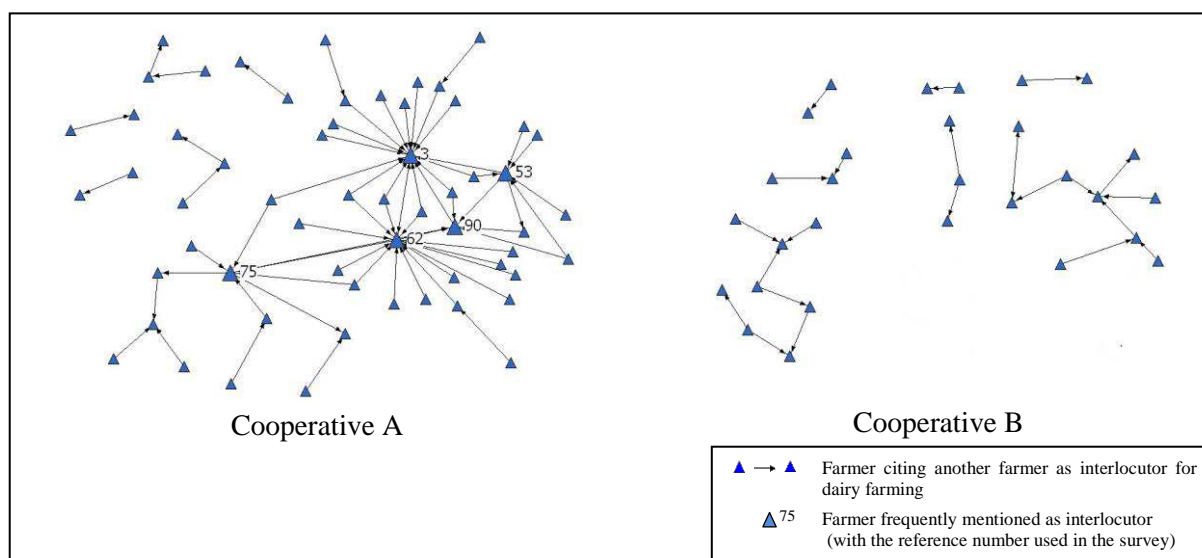 3
53
90
62
75
Cooperative A
Cooperative B
Farmer citing another farmer as interlocutor for
dairy farming
75
Farmer frequently mentioned as interlocutor
(with the reference number used in the survey)